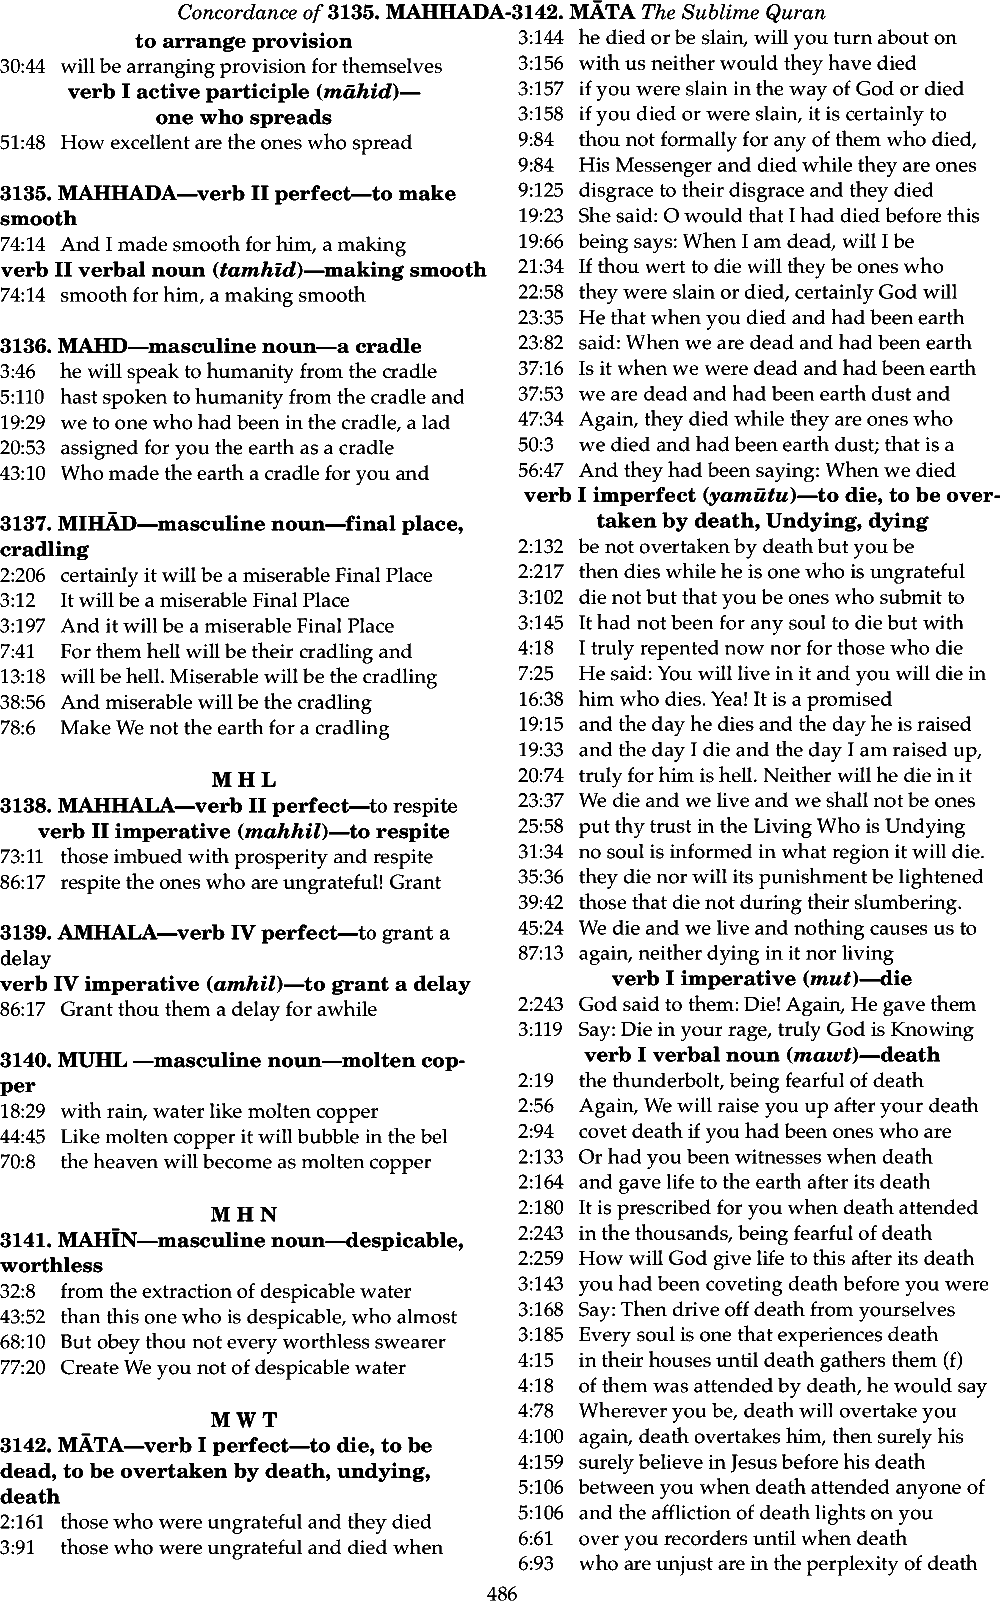 Concordance of 3135. MAHHADA-3142. MĀTA The Sublime Quran
to arrange provision
30:44 will be arranging provision for themselves
verb I active participle (māhid)—
one who spreads
51:48 How excellent are the ones who spread
3135. MAHHADA—verb II perfect—to make
smooth
74:14 And I made smooth for him, a making
verb II verbal noun (tamhīd)—making smooth
74:14 smooth for him, a making smooth
3136. MAHD—masculine noun—a cradle
3:46 he will speak to humanity from the cradle
5:110 hast spoken to humanity from the cradle and
19:29 we to one who had been in the cradle, a lad
20:53 assigned for you the earth as a cradle
43:10 Who made the earth a cradle for you and
3137. MIHĀD—masculine noun—final place,
cradling
2:206 certainly it will be a miserable Final Place
3:12 It will be a miserable Final Place
3:197 And it will be a miserable Final Place
7:41 For them hell will be their cradling and
13:18 will be hell. Miserable will be the cradling
38:56 And miserable will be the cradling
78:6 Make We not the earth for a cradling
M H L
3138. MAHHALA—verb II perfect—to respite
verb II imperative (mahhil)—to respite
73:11 those imbued with prosperity and respite
86:17 respite the ones who are ungrateful! Grant
3139. AMHALA—verb IV perfect—to grant a
delay
verb IV imperative (amhil)—to grant a delay
86:17 Grant thou them a delay for awhile
3140. MUHL —masculine noun—molten cop-
per
18:29 with rain, water like molten copper
44:45 Like molten copper it will bubble in the bel
70:8 the heaven will become as molten copper
M H N
3141. MAHĪN—masculine noun—despicable,
worthless
32:8 from the extraction of despicable water
43:52 than this one who is despicable, who almost
68:10 But obey thou not every worthless swearer
77:20 Create We you not of despicable water
M W T
3142. MĀTA—verb I perfect—to die, to be
dead, to be overtaken by death, undying,
death
2:161 those who were ungrateful and they died
3:91 those who were ungrateful and died when
3:144 he died or be slain, will you turn about on
3:156 with us neither would they have died
3:157 if you were slain in the way of God or died
3:158 if you died or were slain, it is certainly to
9:84 thou not formally for any of them who died,
9:84 His Messenger and died while they are ones
9:125 disgrace to their disgrace and they died
19:23 She said: O would that I had died before this
19:66 being says: When I am dead, will I be
21:34 If thou wert to die will they be ones who
22:58 they were slain or died, certainly God will
23:35 He that when you died and had been earth
23:82 said: When we are dead and had been earth
37:16 Is it when we were dead and had been earth
37:53 we are dead and had been earth dust and
47:34 Again, they died while they are ones who
50:3 we died and had been earth dust; that is a
56:47 And they had been saying: When we died
verb I imperfect (yamūtu)—to die, to be over-
taken by death, Undying, dying
2:132 be not overtaken by death but you be
2:217 then dies while he is one who is ungrateful
3:102 die not but that you be ones who submit to
3:145 It had not been for any soul to die but with
4:18 I truly repented now nor for those who die
7:25 He said: You will live in it and you will die in
16:38 him who dies. Yea! It is a promised
19:15 and the day he dies and the day he is raised
19:33 and the day I die and the day I am raised up,
20:74 truly for him is hell. Neither will he die in it
23:37 We die and we live and we shall not be ones
25:58 put thy trust in the Living Who is Undying
31:34 no soul is informed in what region it will die.
35:36 they die nor will its punishment be lightened
39:42 those that die not during their slumbering.
45:24 We die and we live and nothing causes us to
87:13 again, neither dying in it nor living
verb I imperative (mut)—die
2:243 God said to them: Die! Again, He gave them
3:119 Say: Die in your rage, truly God is Knowing
verb I verbal noun (mawt)—death
2:19 the thunderbolt, being fearful of death
2:56 Again, We will raise you up after your death
2:94 covet death if you had been ones who are
2:133 Or had you been witnesses when death
2:164 and gave life to the earth after its death
2:180 It is prescribed for you when death attended
2:243 in the thousands, being fearful of death
2:259 How will God give life to this after its death
3:143 you had been coveting death before you were
3:168 Say: Then drive off death from yourselves
3:185 Every soul is one that experiences death
4:15 in their houses until death gathers them (f)
4:18 of them was attended by death, he would say
4:78 Wherever you be, death will overtake you
4:100 again, death overtakes him, then surely his
4:159 surely believe in Jesus before his death
5:106 between you when death attended anyone of
5:106 and the affliction of death lights on you
6:61 over you recorders until when death
6:93 who are unjust are in the perplexity of death
486